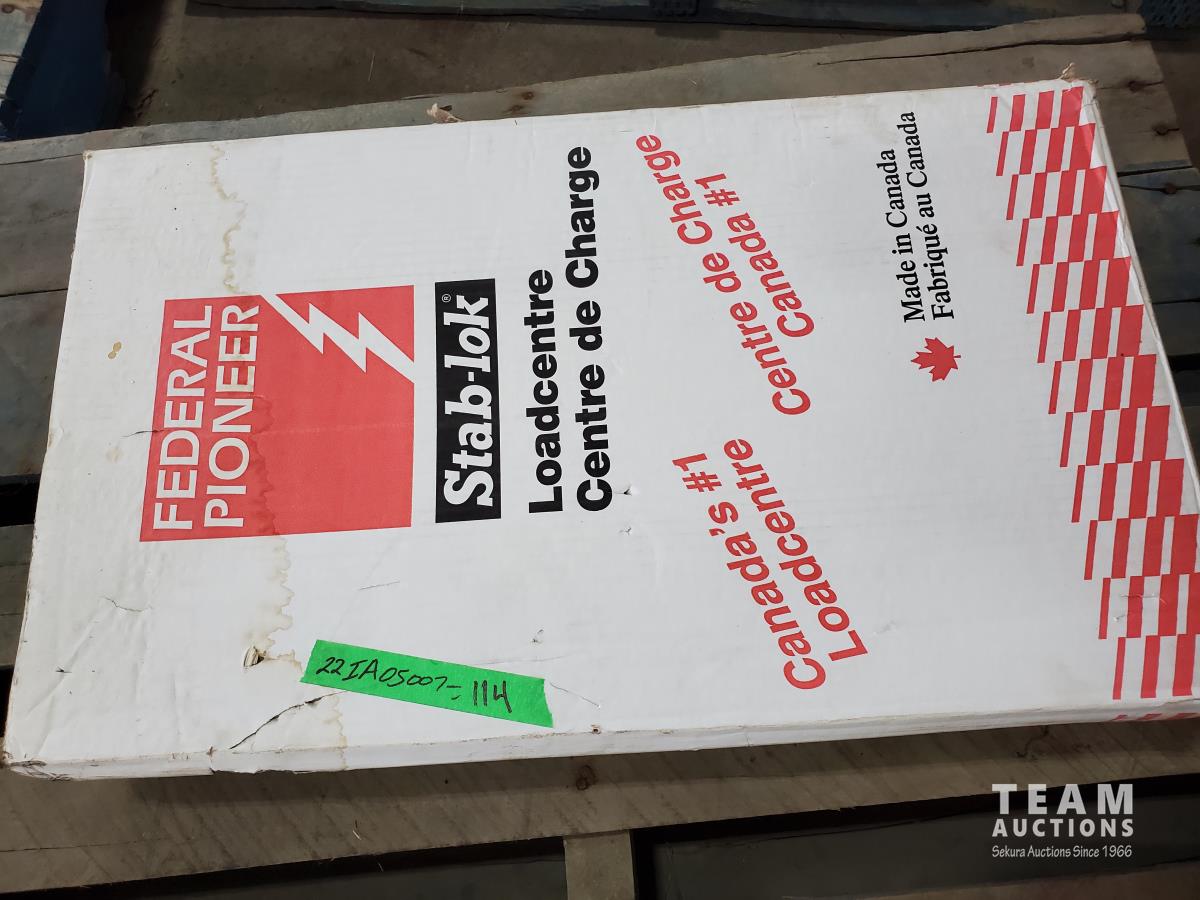 FEDERAL
PIONEER
Stab-lok®
Loadcentre
Centre de Charge
Canada's #1
Loadcentre
Centre de Charge
Canada #1
Made in Canada
Fabriqué au Canada
22IA05007-114
TEAM
AUCTIONS
Sekura Auctions Since 1966